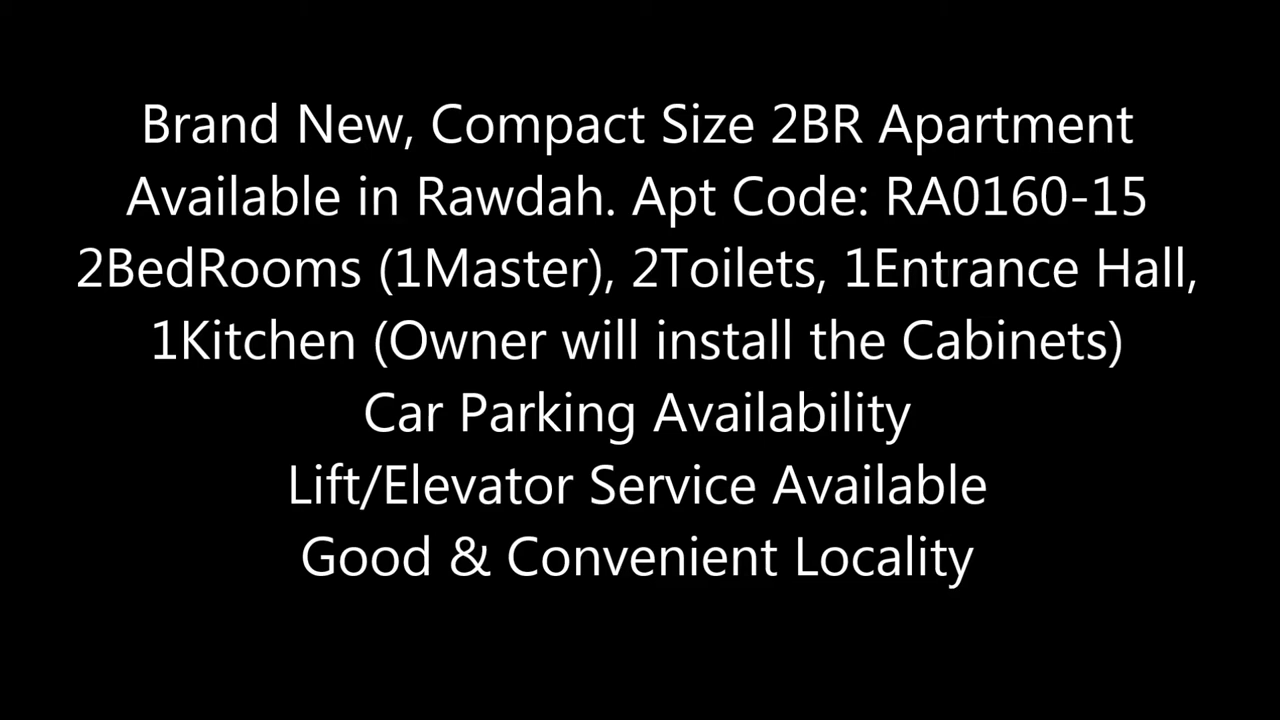 Brand New, Compact Size 2BR Apartment
Available in Rawdah. Apt Code: RA0160-15
2BedRooms (1Master), 2Toilets, 1Entrance Hall,
1Kitchen (Owner will install the Cabinets)
Car Parking Availability
Lift/Elevator Service Available
Good & Convenient Locality